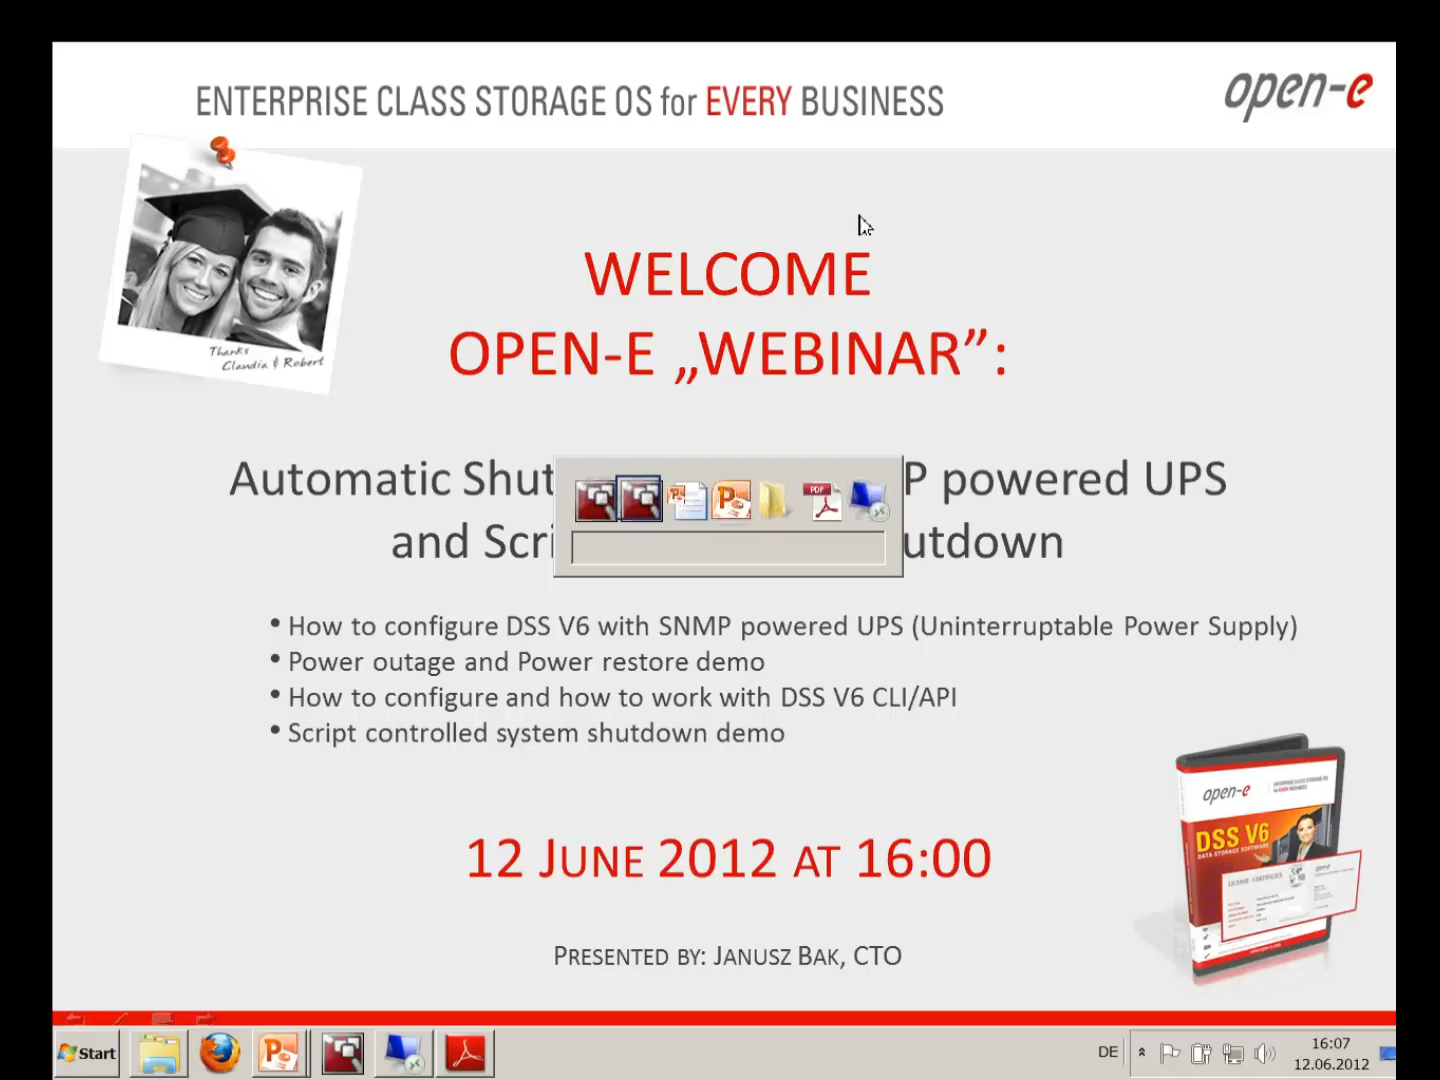 ENTERPRISE CLASS STORAGE OS for EVERY BUSINESS
open-e
Thanks
Claudia & Robert
WELCOME
OPEN-E „WEBINAR”:
Automatic Shut P powered UPS
and Scri utdown
• How to configure DSS V6 with SNMP powered UPS (Uninterruptable Power Supply)
• Power outage and Power restore demo
• How to configure and how to work with DSS V6 CLI/API
• Script controlled system shutdown demo
open-e
DSS V6
DATA STORAGE SOFTWARE
12 JUNE 2012 AT 16:00
PRESENTED BY: JANUSZ BAK, CTO
PDF
Start
DE
16:07
12.06.2012